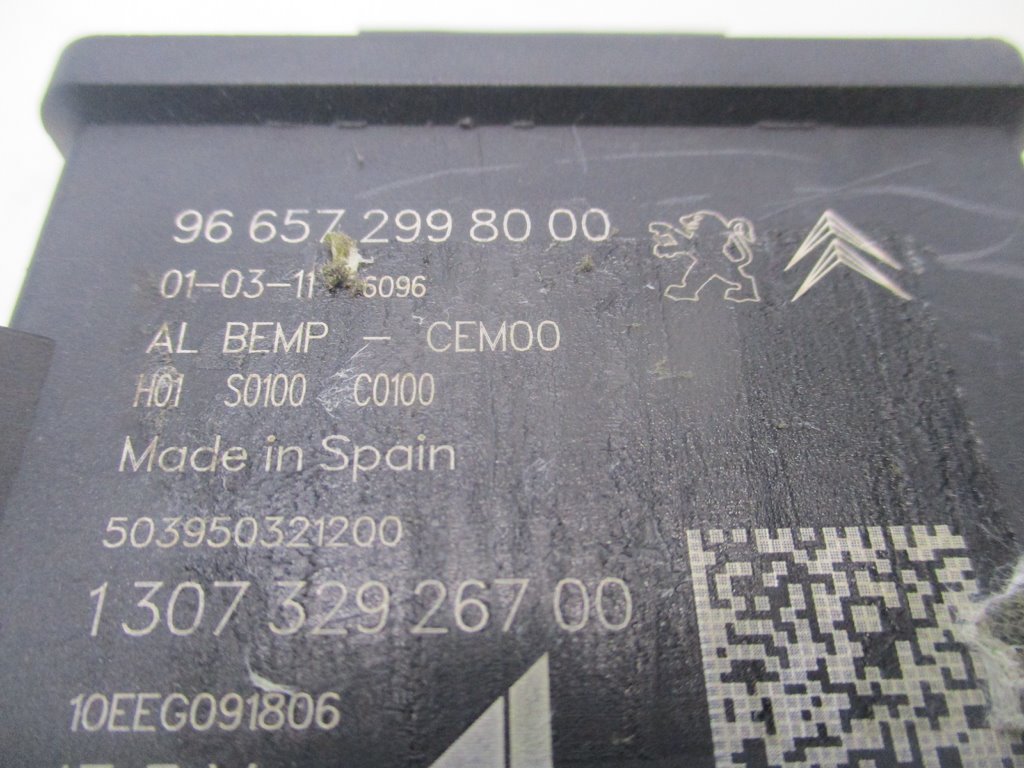 96 657 299 80 00
01-03-11 6096
AL BEMP - CEM00
H01 S0100 C0100
Made in Spain
503950321200
1 307 329 267 00
10EEG091806